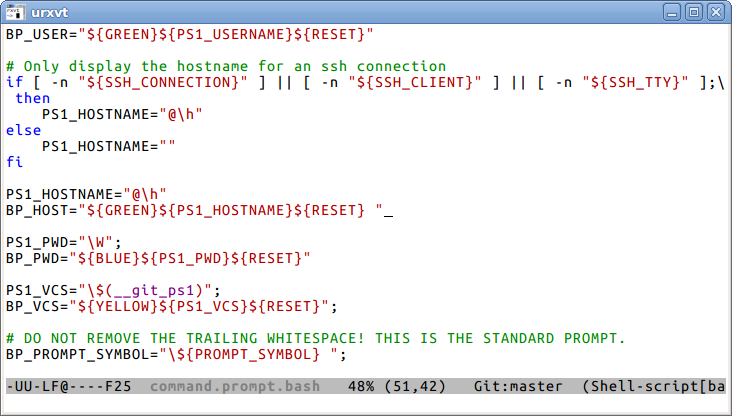 urxvt
BP_USER="${GREEN}${PS1_USERNAME}${RESET}"
# Only display the hostname for an ssh connection
if [ -n "${SSH_CONNECTION}" ] || [ -n "${SSH_CLIENT}" ] || [ -n "${SSH_TTY}" ];\
 then
    PS1_HOSTNAME="@\h"
else
    PS1_HOSTNAME=""
fi
PS1_HOSTNAME="@\h"
BP_HOST="${GREEN}${PS1_HOSTNAME}${RESET} "_
PS1_PWD="\W";
BP_PWD="${BLUE}${PS1_PWD}${RESET}"
PS1_VCS="\$(__git_ps1)";
BP_VCS="${YELLOW}${PS1_VCS}${RESET}";
# DO NOT REMOVE THE TRAILING WHITESPACE! THIS IS THE STANDARD PROMPT.
BP_PROMPT_SYMBOL="\${PROMPT_SYMBOL} ";
-UU-LF@----F25  command.prompt.bash   48% (51,42)   Git:master  (Shell-script[ba